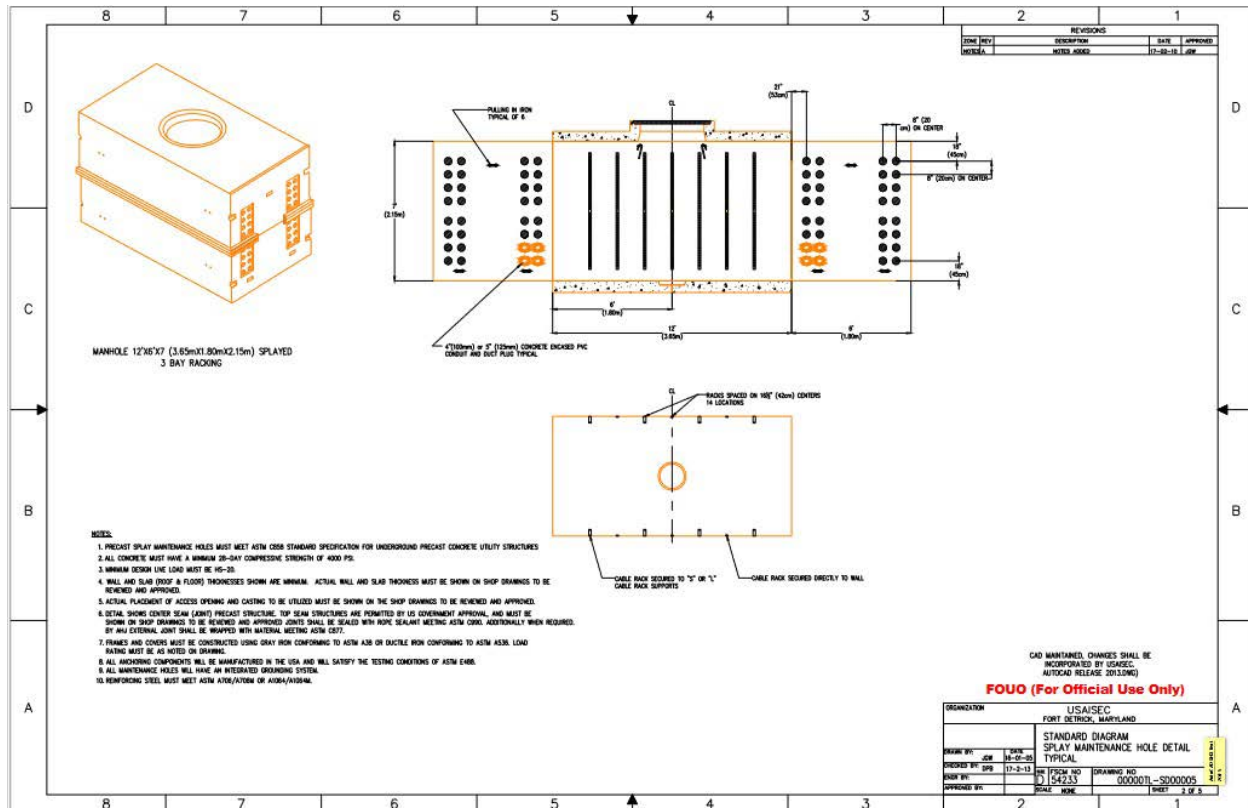 8 7 6 5 4 3 2 1
REVISIONS
ZONE REV DESCRIPTION DATE APPROVED
NOTES A NOTES ADDED 17-02-10 JGW
D
D
C
C
B
B
A
A
PULLING IN IRON
TYPICAL OF 6
CL
21"
(53cm)
8" (20
cm) ON CENTER
18"
(45cm)
8" (20cm) ON CENTER
7'
(2.15m)
18"
(45cm)
6'
(1.80m)
12'
(3.65m)
6'
(1.80m)
4"(100mm) or 5" (125mm) CONCRETE ENCASED PVC
CONDUIT AND DUCT PLUG TYPICAL
MANHOLE 12'X6'X7 (3.65mX1.80mX2.15m) SPLAYED
3 BAY RACKING
CL
RACKS SPACED ON 16½" (42cm) CENTERS
14 LOCATIONS
CABLE RACK SECURED TO "S" OR "L"
CABLE RACK SUPPORTS
CABLE RACK SECURED DIRECTLY TO WALL
NOTES:
1. PRECAST SPLAY MAINTENANCE HOLES MUST MEET ASTM C858 STANDARD SPECIFICATION FOR UNDERGROUND PRECAST CONCRETE UTILITY STRUCTURES
2. ALL CONCRETE MUST HAVE A MINIMUM 28-DAY COMPRESSIVE STRENGTH OF 4000 PSI.
3. MINIMUM DESIGN LIVE LOAD MUST BE HS-20.
4. WALL AND SLAB (ROOF & FLOOR) THICKNESSES SHOWN ARE MINIMUM. ACTUAL WALL AND SLAB THICKNESS MUST BE SHOWN ON SHOP DRAWINGS TO BE
REVIEWED AND APPROVED.
5. ACTUAL PLACEMENT OF ACCESS OPENING AND CASTING TO BE UTILIZED MUST BE SHOWN ON THE SHOP DRAWINGS TO BE REVIEWED AND APPROVED.
6. DETAIL SHOWS CENTER SEAM (JOINT) PRECAST STRUCTURE. TOP SEAM STRUCTURES ARE PERMITTED BY US GOVERNMENT APPROVAL, AND MUST BE
SHOWN ON SHOP DRAWINGS TO BE REVIEWED AND APPROVED JOINTS SHALL BE SEALED WITH ROPE SEALANT MEETING ASTM C990. ADDITIONALLY WHEN REQUIRED.
BY AHJ EXTERNAL JOINT SHALL BE WRAPPED WITH MATERIAL MEETING ASTM C877.
7. FRAMES AND COVERS MUST BE CONSTRUCTED USING GRAY IRON CONFORMING TO ASTM A38 OR DUCTILE IRON CONFORMING TO ASTM A536. LOAD
RATING MUST BE AS NOTED ON DRAWING.
8. ALL ANCHORING COMPONENTS WILL BE MANUFACTURED IN THE USA AND WILL SATISFY THE TESTING CONDITIONS OF ASTM E488.
9. ALL MAINTENANCE HOLES WILL HAVE AN INTEGRATED GROUNDING SYSTEM.
10. REINFORCING STEEL MUST MEET ASTM A706/A706M OR A1064/A1064M.
CAD MAINTAINED, CHANGES SHALL BE
INCORPORATED BY USAISEC.
AUTOCAD RELEASE 2013.DWG)
FOUO (For Official Use Only)
ORGANIZATION USAISEC
FORT DETRICK, MARYLAND
STANDARD DIAGRAM
SPLAY MAINTENANCE HOLE DETAIL
TYPICAL
DRAWN BY: JGW DATE 16-01-05
CHECKED BY: DPB 17-2-13
ENGR BY:
APPROVED BY:
SIZE D FSCM NO 54233 DRAWING NO 00000TL-SD00005
SCALE NONE SHEET 2 OF 5
8 7 6 5 4 3 2 1